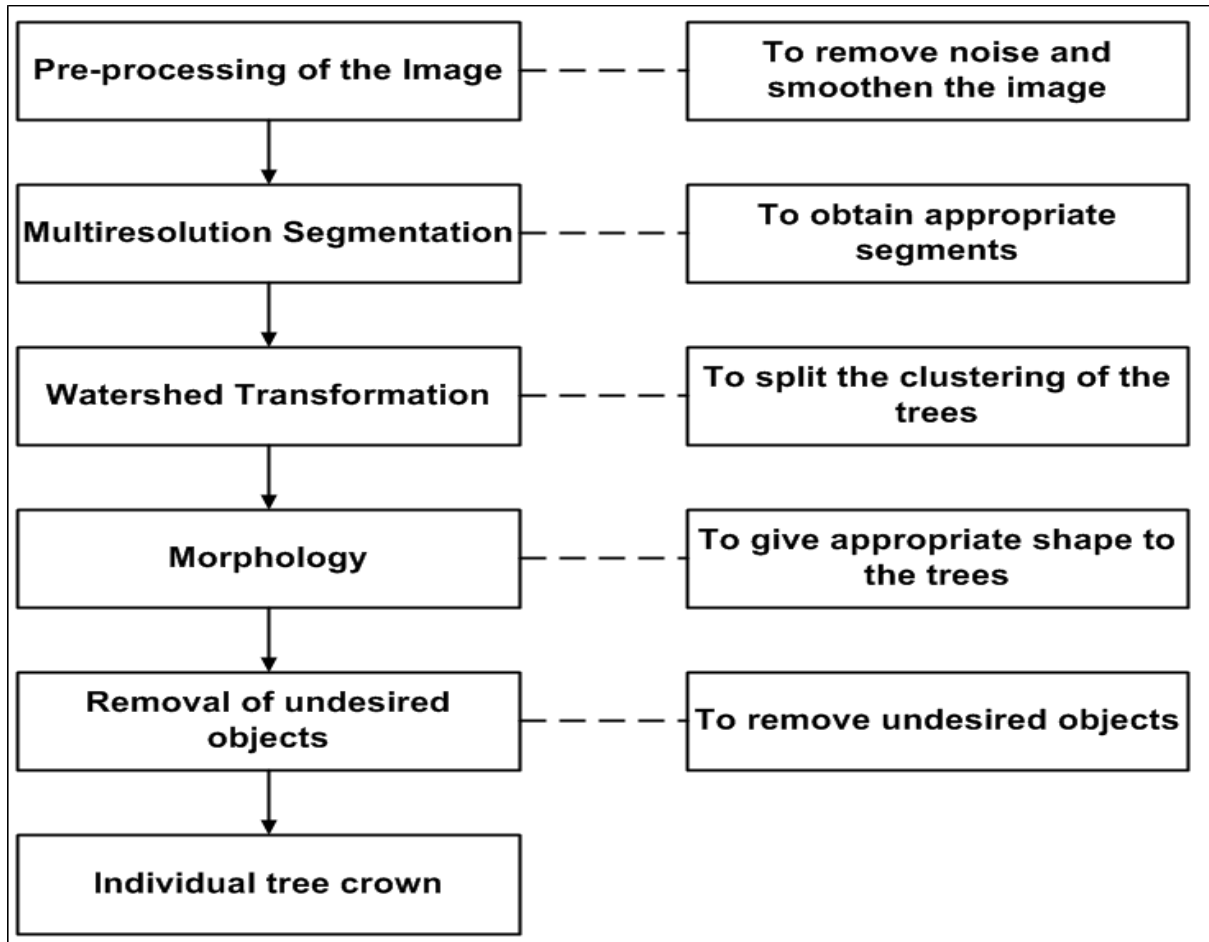 Pre-processing of the Image
To remove noise and
smoothen the image
Multiresolution Segmentation
To obtain appropriate
segments
Watershed Transformation
To split the clustering of the
trees
Morphology
To give appropriate shape to
the trees
Removal of undesired
objects
To remove undesired objects
Individual tree crown